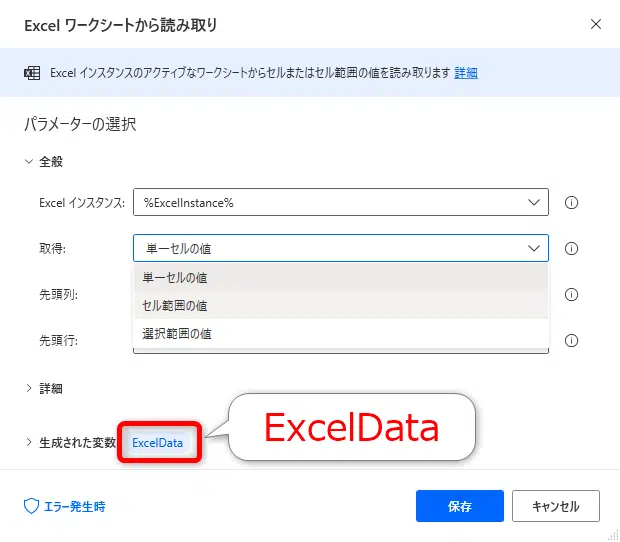 Excel ワークシートから読み取り
Excel インスタンスのアクティブなワークシートからセルまたはセル範囲の値を読み取ります 詳細
パラメーターの選択
全般
Excel インスタンス: %ExcelInstance%
取得: 単一セルの値
単一セルの値
先頭列:
セル範囲の値
選択範囲の値
先頭行:
詳細
生成された変数 ExcelData
ExcelData
エラー発生時
保存
キャンセル